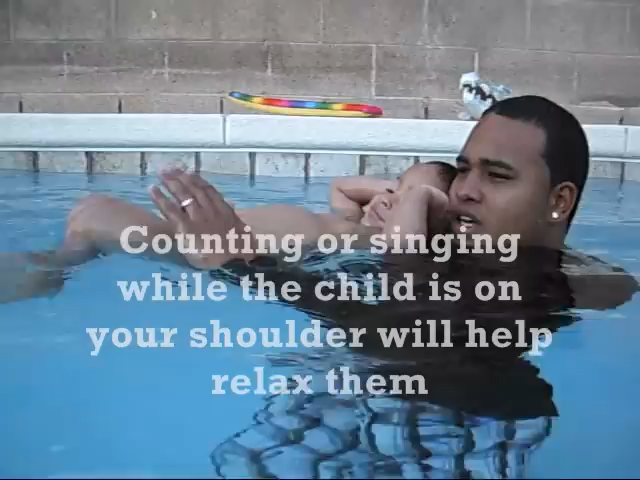 Counting or singing
while the child is on
your shoulder will help
relax them